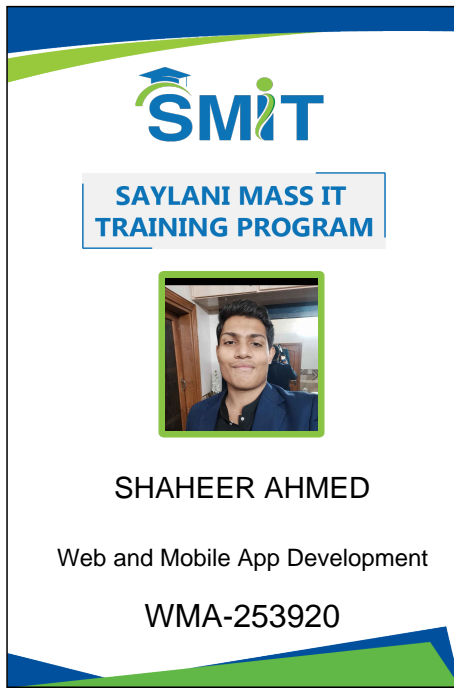 SMiT
SAYLANI MASS IT
TRAINING PROGRAM
SHAHEER AHMED
Web and Mobile App Development
WMA-253920